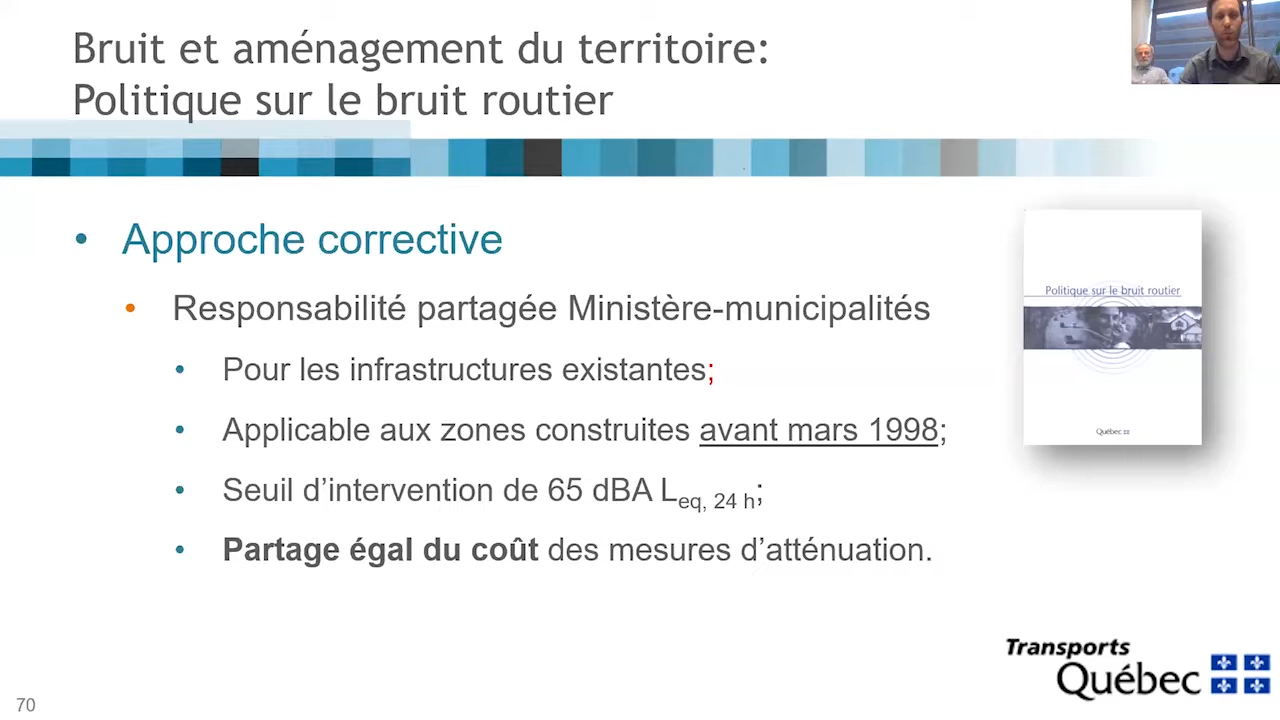 Bruit et aménagement du territoire:
Politique sur le bruit routier
• Approche corrective
• Responsabilité partagée Ministère-municipalités
• Pour les infrastructures existantes;
• Applicable aux zones construites avant mars 1998;
• Seuil d’intervention de 65 dBA Leq, 24 h;
• Partage égal du coût des mesures d’atténuation.
Politique sur le bruit routier
Québec
Transports
Québec
70